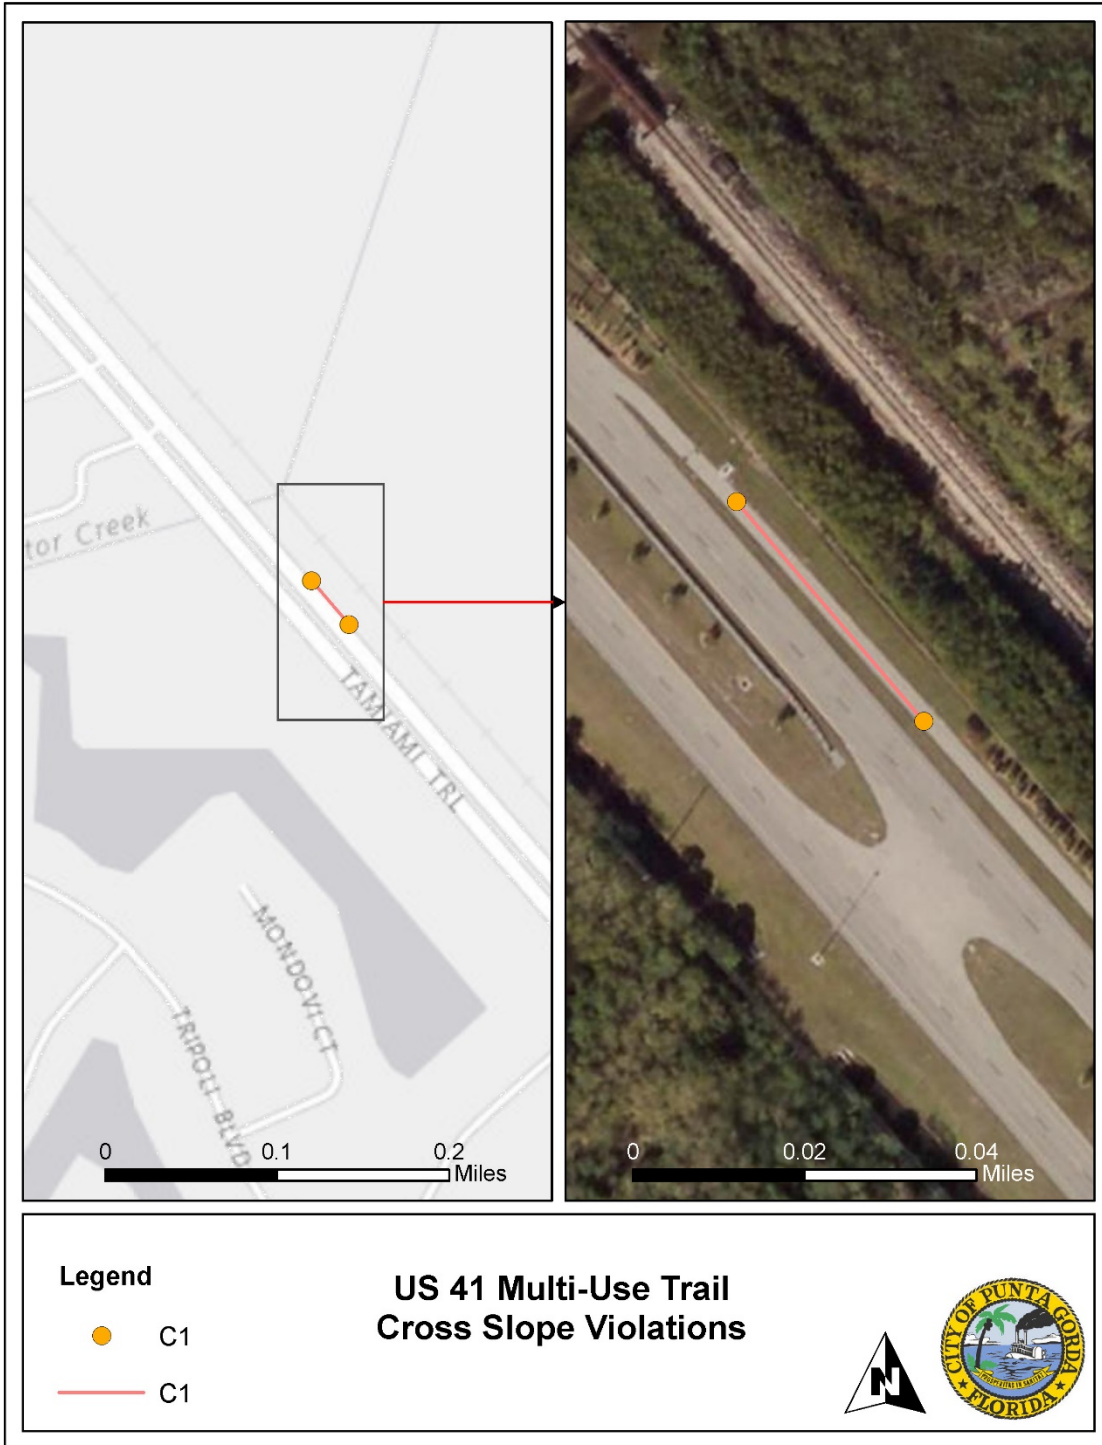 tor Creek
TAMIAMI TRL
MONDOVI CT
TRIPOLI BLVD
0 0.1 0.2
Miles
0 0.02 0.04
Miles
Legend
C1
C1
US 41 Multi-Use Trail
Cross Slope Violations
N
CITY OF PUNTA GORDA
FLORIDA